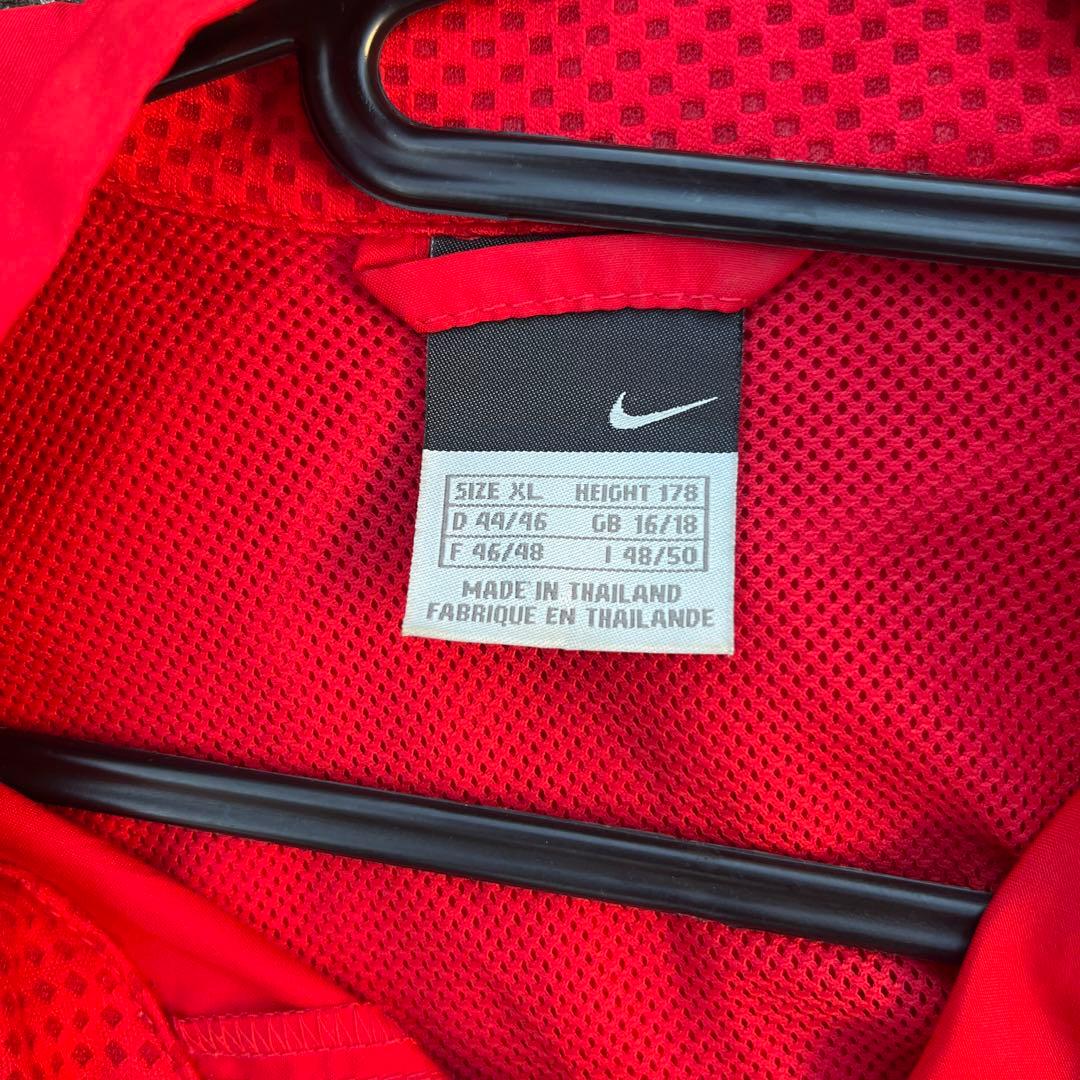 SIZE XL HEIGHT 178
D 44/46 GB 16/18
F 46/48 I 48/50
MADE IN THAILAND
FABRIQUE EN THAILANDE